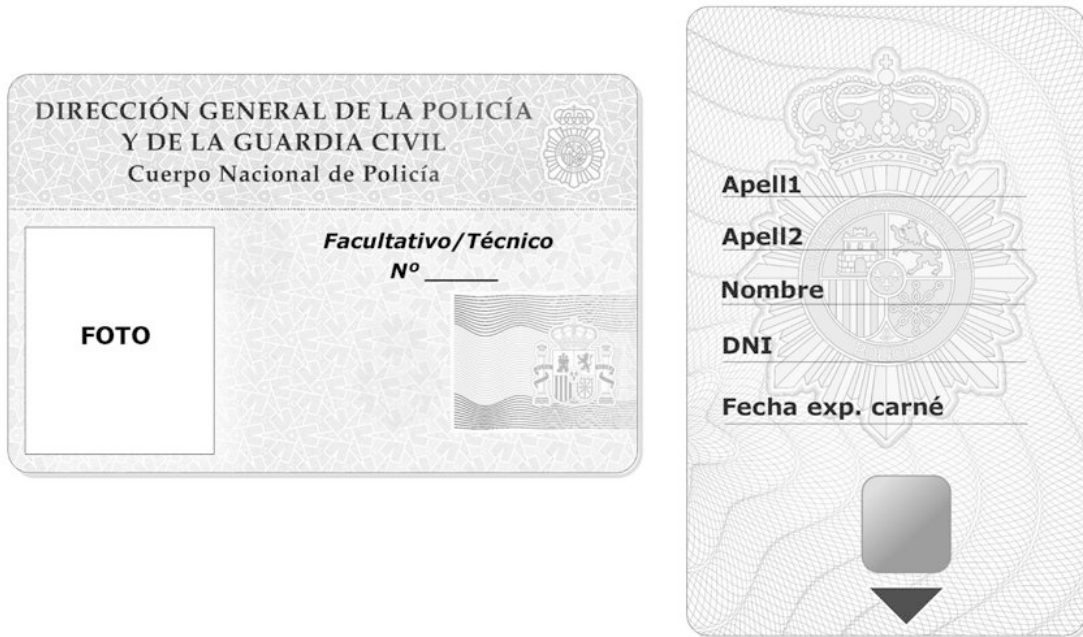 DIRECCIÓN GENERAL DE LA POLICÍA
Y DE LA GUARDIA CIVIL
Cuerpo Nacional de Policía
Facultativo/Técnico
Nº ______
FOTO
Apell1
Apell2
Nombre
DNI
Fecha exp. carné